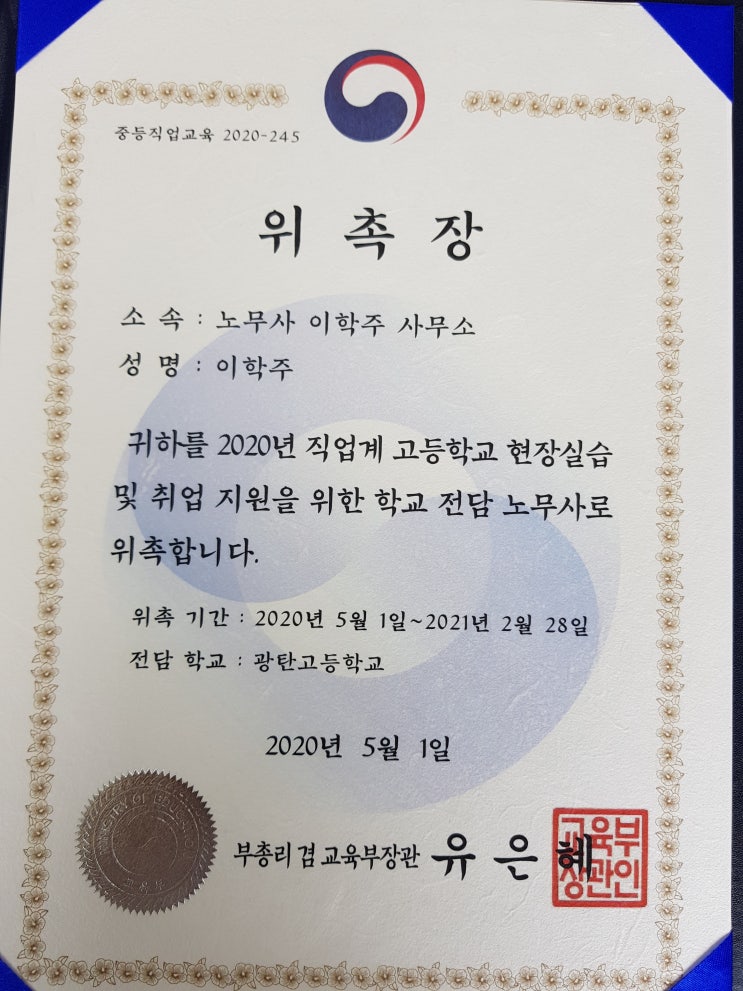 중등직업교육 2020-245
위 촉 장
소 속 : 노무사 이학주 사무소
성 명 : 이학주
귀하를 2020년 직업계 고등학교 현장실습
및 취업 지원을 위한 학교 전담 노무사로
위촉합니다.
위촉 기간 : 2020년 5월 1일~2021년 2월 28일
전담 학교 : 광탄고등학교
2020년 5월 1일
MINISTRY OF EDUCATION
교육부
부총리 겸 교육부장관 유 은 혜
교육부
장관인